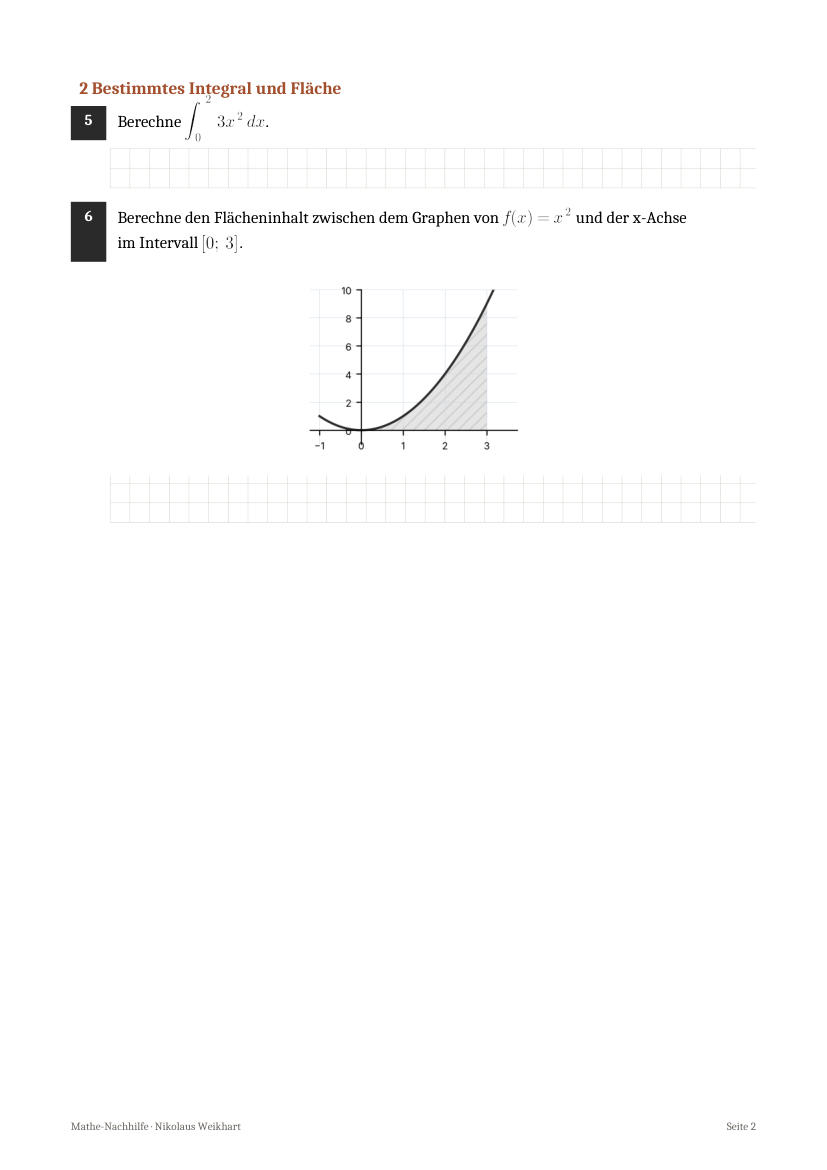 2 Bestimmtes Integral und Fläche
5 Berechne ∫₀² 3x² dx.
6 Berechne den Flächeninhalt zwischen dem Graphen von f(x) = x² und der x-Achse
im Intervall [0; 3].
10
8
6
4
2
0
−1 0 1 2 3
Mathe-Nachhilfe · Nikolaus Weikhart Seite 2